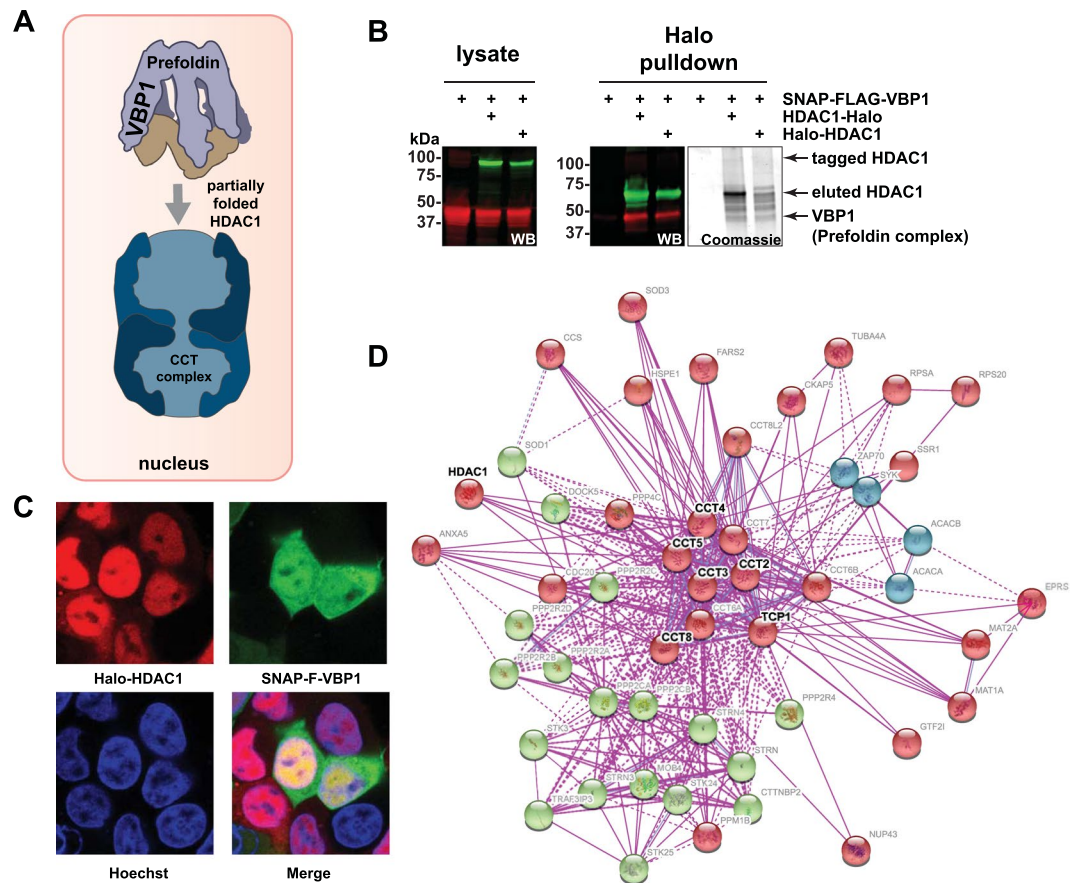 A
Prefoldin
VBP1
partially
folded
HDAC1
CCT
complex
nucleus
B
lysate
Halo
pulldown
+ + + + + + + + + SNAP-FLAG-VBP1
+ + + HDAC1-Halo
+ + + Halo-HDAC1
kDa
100-
75-
50-
37-
WB
100-
75-
50-
37-
WB
Coomassie
tagged HDAC1
eluted HDAC1
VBP1
(Prefoldin complex)
C
Halo-HDAC1
SNAP-F-VBP1
Hoechst
Merge
D
SOD3
CCS
FARS2
TUBA4A
HSPE1
CKAP5
RPSA
RPS20
CCT8L2
SOD1
ZAP70
SSR1
SYK
HDAC1
DOCK5
PPP4C
CCT4
CCT7
ACACB
ANXA5
CCT5
CCT2
CCT3
CDC20
PPP2R2C
CCT6B
ACACA
EPRS
PPP2R2D
CCT6A
TCP1
CCT8
MAT2A
PPP2R2B
PPP2R2A
MAT1A
PPP2CA
PPP2CB
PPP2R4
STRN4
GTF2I
STK3
STRN
STRN3
MOB4
STK24
CTTNBP2
TRAF3IP3
PPM1B
NUP43
STK25